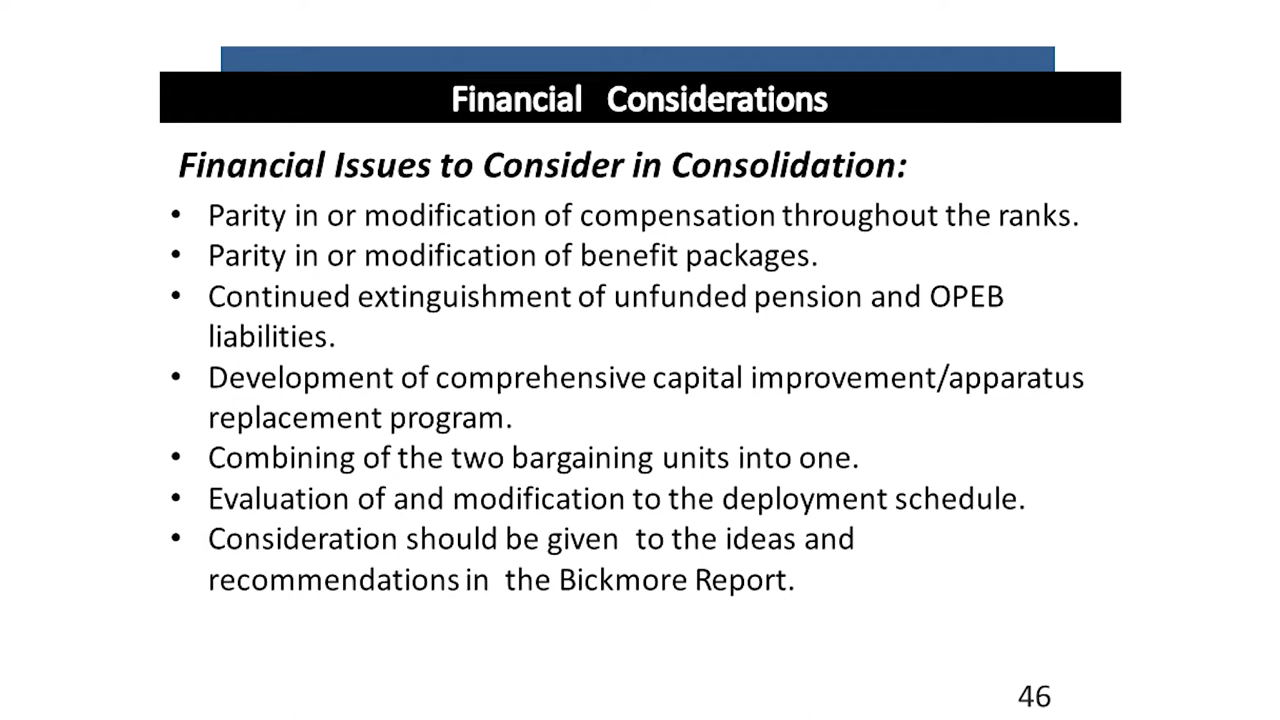 Financial Considerations
Financial Issues to Consider in Consolidation:
• Parity in or modification of compensation throughout the ranks.
• Parity in or modification of benefit packages.
• Continued extinguishment of unfunded pension and OPEB
liabilities.
• Development of comprehensive capital improvement/apparatus
replacement program.
• Combining of the two bargaining units into one.
• Evaluation of and modification to the deployment schedule.
• Consideration should be given to the ideas and
recommendations in the Bickmore Report.
46